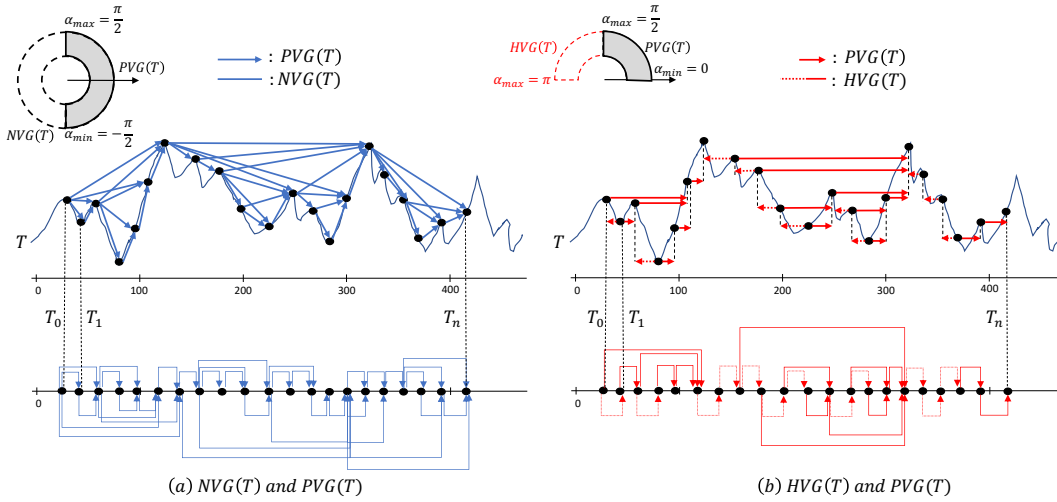 α_max = π/2
PVG(T)
NVG(T)
α_min = −π/2
: PVG(T)
: NVG(T)
T
0 100 200 300 400
T_0 T_1 T_n
0
(a) NVG(T) and PVG(T)
α_max = π/2
HVG(T)
PVG(T)
α_max = π
α_min = 0
: PVG(T)
: HVG(T)
T
0 100 200 300 400
T_0 T_1 T_n
0
(b) HVG(T) and PVG(T)